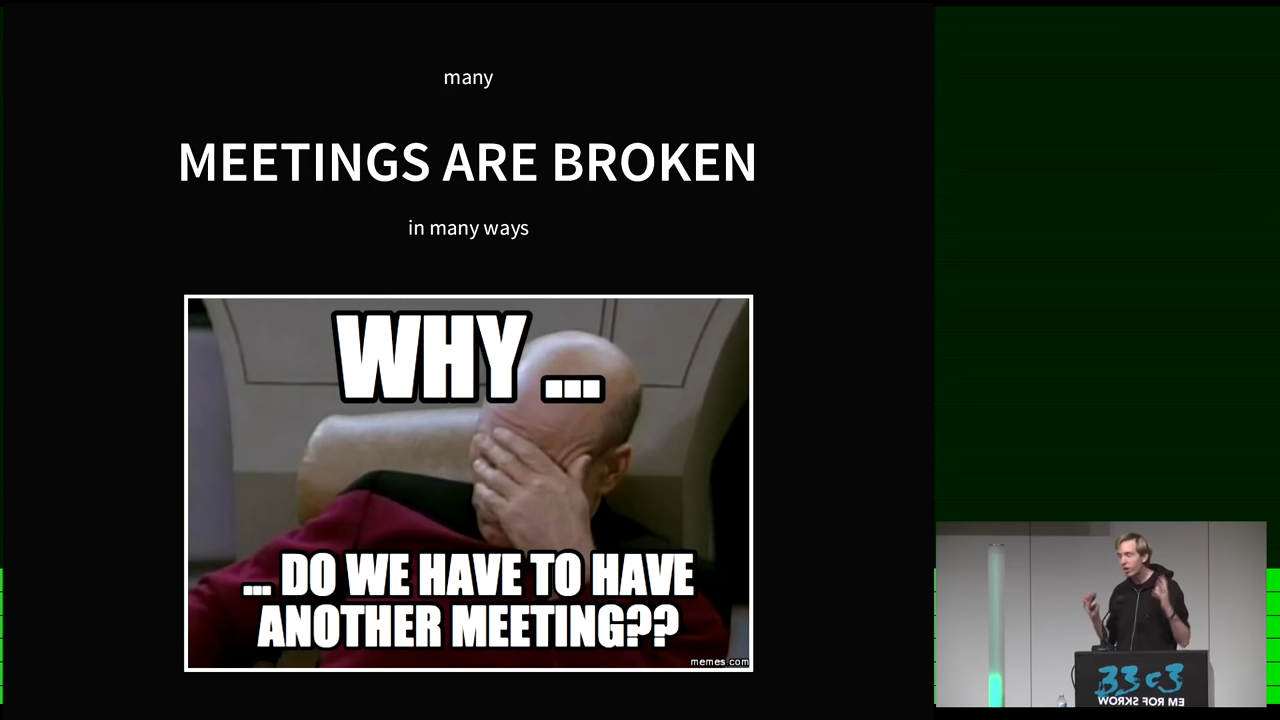 many
MEETINGS ARE BROKEN
in many ways
WHY ...
... DO WE HAVE TO HAVE
ANOTHER MEETING??
memes.com
33c3
WORKS FOR ME